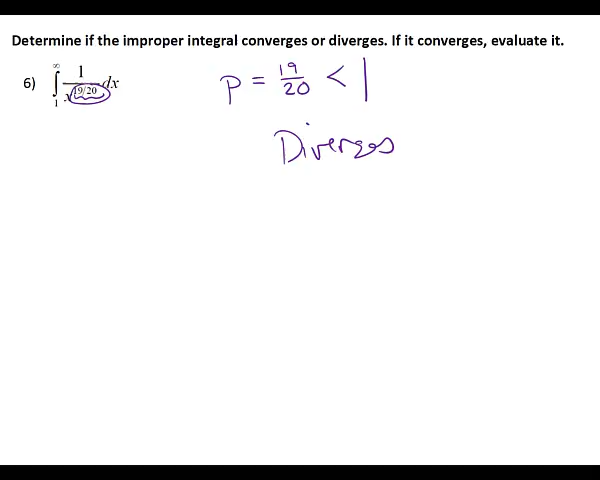 Determine if the improper integral converges or diverges. If it converges, evaluate it.
6) ∫₁^∞ 1/x^(19/20) dx
p = 19/20 < 1
Diverges